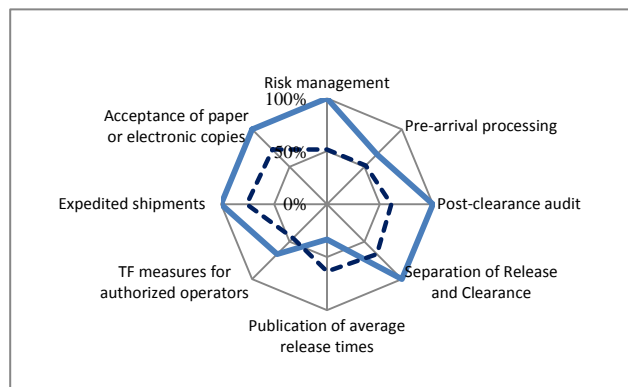 Risk management
100%
Acceptance of paper
or electronic copies
Pre-arrival processing
50%
Expedited shipments
0%
Post-clearance audit
TF measures for
authorized operators
Separation of Release
and Clearance
Publication of average
release times